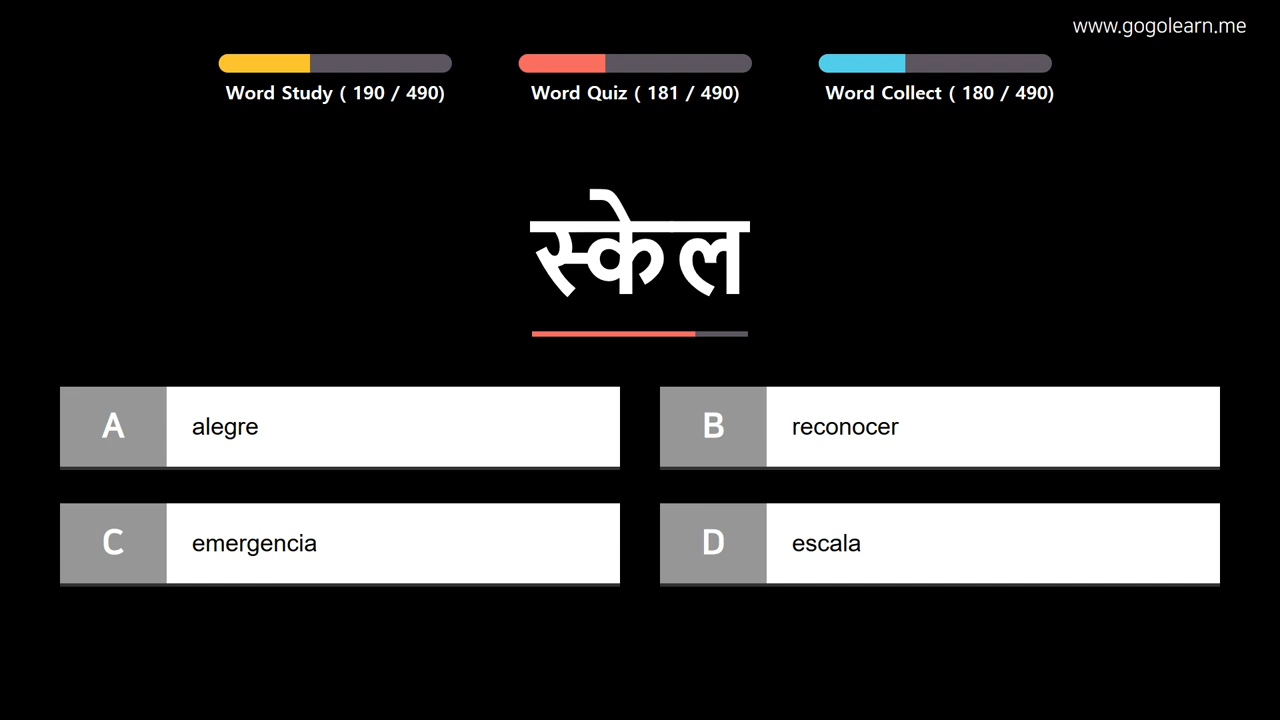 www.gogolearn.me
Word Study ( 190 / 490)
Word Quiz ( 181 / 490)
Word Collect ( 180 / 490)
स्केल
A alegre
B reconocer
C emergencia
D escala